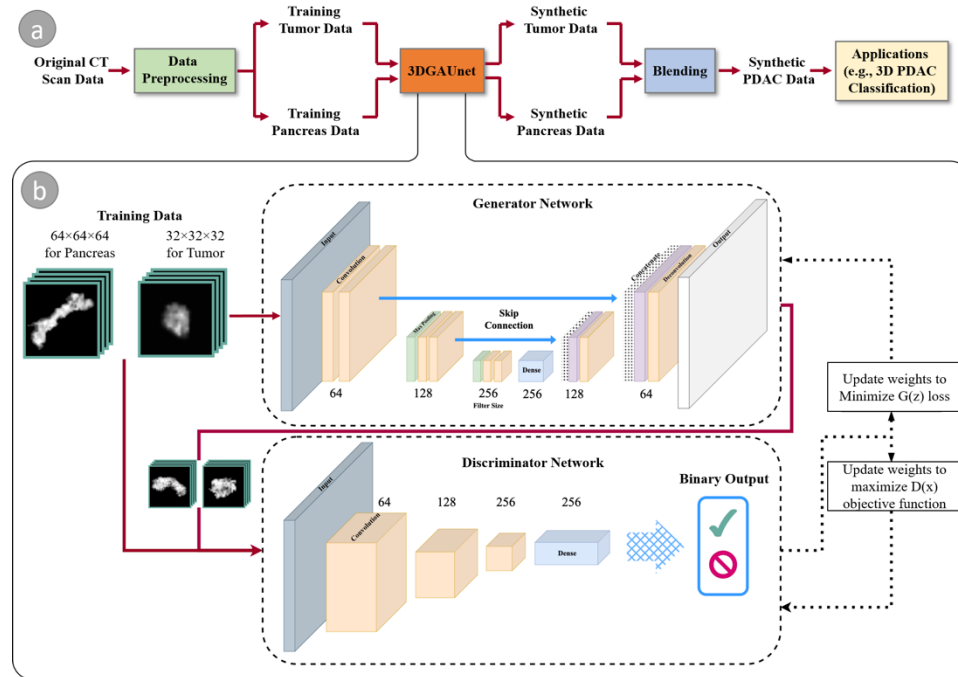 a
Original CT
Scan Data
Data
Preprocessing
Training
Tumor Data
Training
Pancreas Data
3DGAUnet
Synthetic
Tumor Data
Synthetic
Pancreas Data
Blending
Synthetic
PDAC Data
Applications
(e.g., 3D PDAC
Classification)
b
Training Data
64×64×64
for Pancreas
32×32×32
for Tumor
Generator Network
Input
Convolution
64
Max Pooling
128
Skip
Connection
256
Filter Size
Dense
256
128
Concatenate
Deconvolution
64
Output
Update weights to
Minimize G(z) loss
Update weights to
maximize D(x)
objective function
Discriminator Network
Input
Convolution
64
128
256
256
Dense
Binary Output